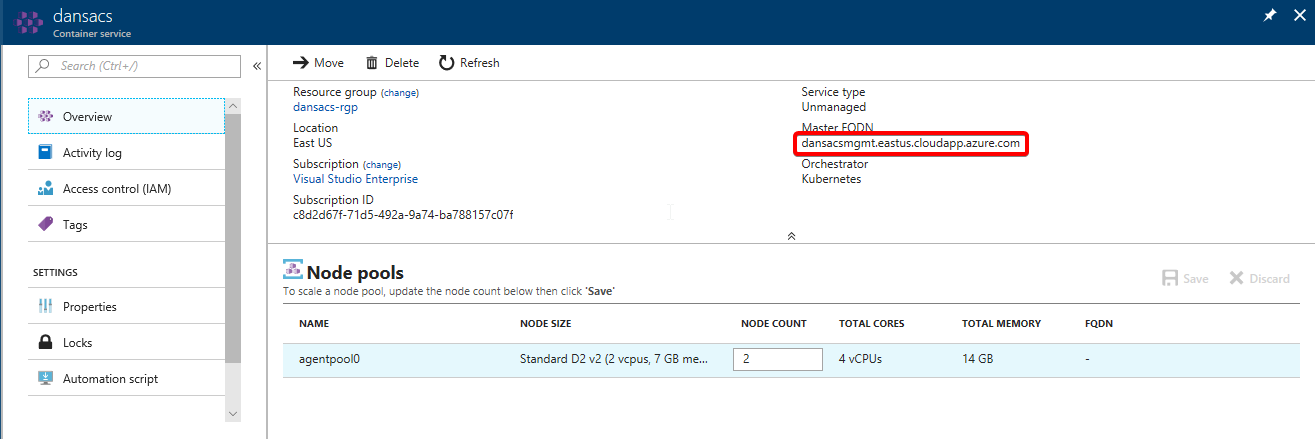 dansacs
Container service
Search (Ctrl+/)
«
Overview
Activity log
Access control (IAM)
Tags
SETTINGS
Properties
Locks
Automation script
Move Delete Refresh
Resource group (change)
dansacs-rgp
Location
East US
Subscription (change)
Visual Studio Enterprise
Subscription ID
c8d2d67f-71d5-492a-9a74-ba788157c07f
Service type
Unmanaged
Master FQDN
dansacsmgmt.eastus.cloudapp.azure.com
Orchestrator
Kubernetes
Node pools
To scale a node pool, update the node count below then click 'Save'
Save Discard
NAME NODE SIZE NODE COUNT TOTAL CORES TOTAL MEMORY FQDN
agentpool0 Standard D2 v2 (2 vcpus, 7 GB me... 2 4 vCPUs 14 GB -